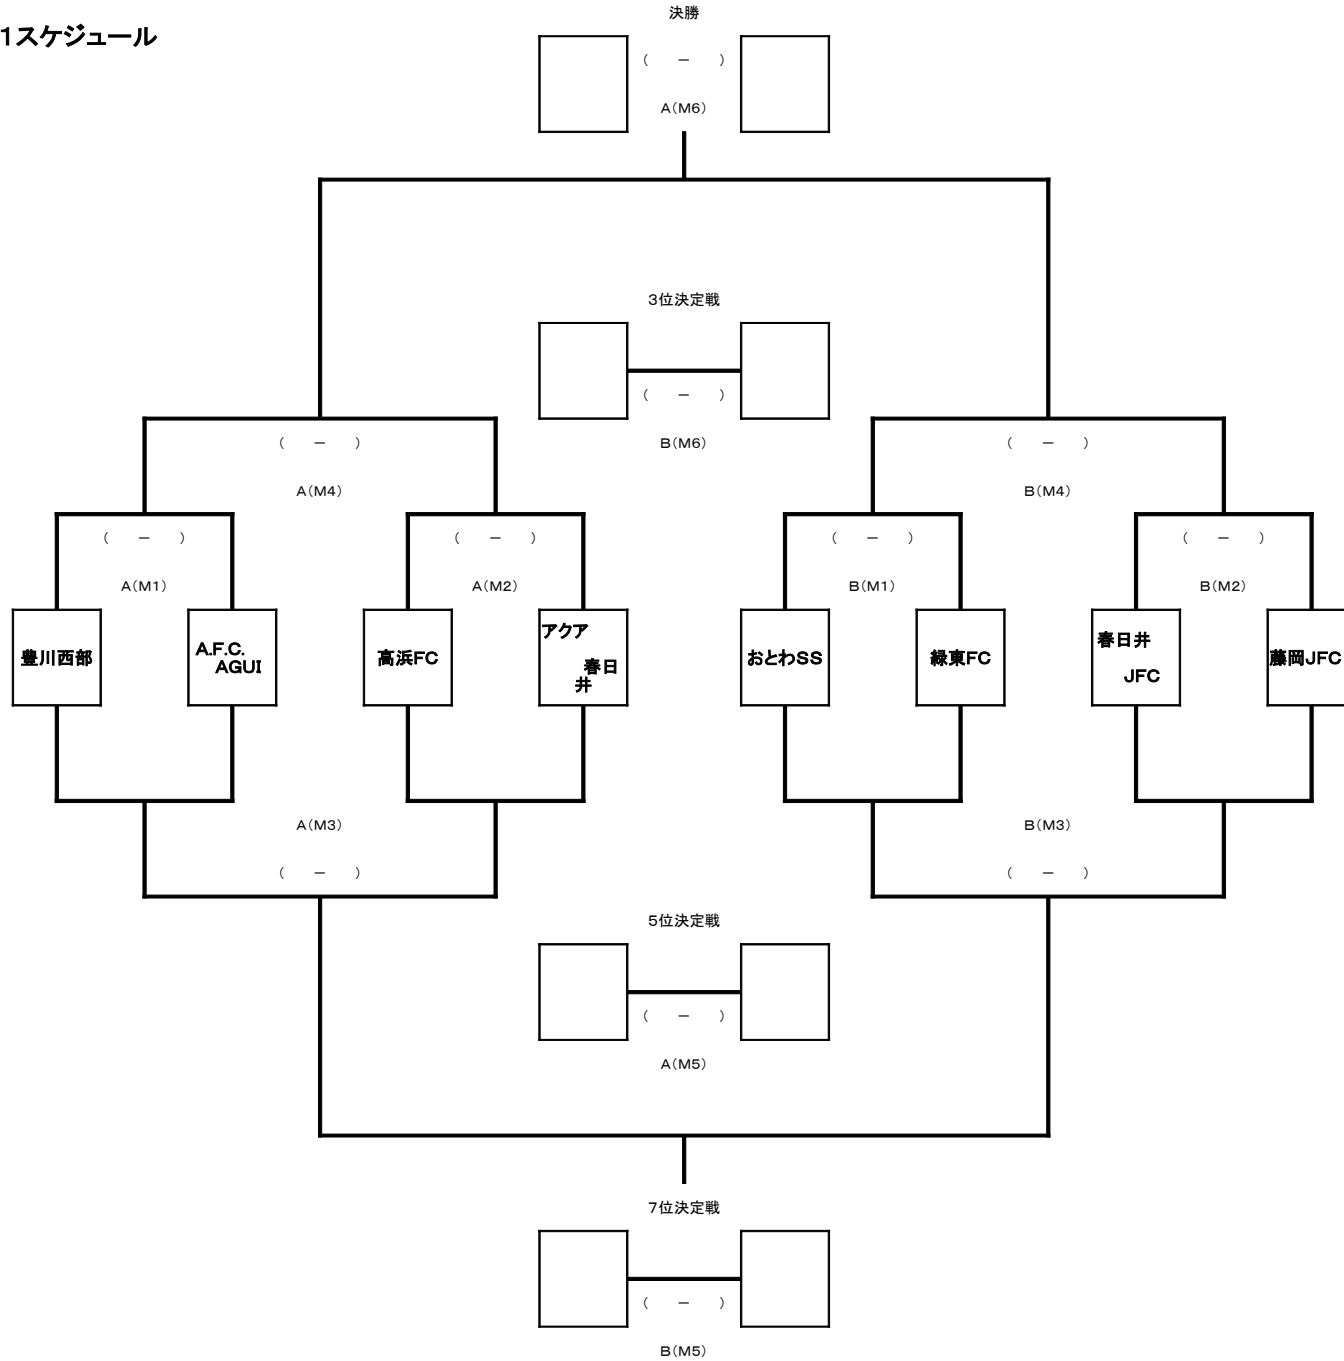 決勝
1スケジュール
（　－　）
A（M6）
3位決定戦
（　－　）
B（M6）
（　－　）
（　－　）
A（M4）
B（M4）
（　－　）
（　－　）
（　－　）
（　－　）
A（M1）
A（M2）
B（M1）
B（M2）
豊川西部
A.F.C.
AGUI
高浜FC
アクア
春日
井
おとわSS
緑東FC
春日井
JFC
藤岡JFC
A（M3）
B（M3）
（　－　）
（　－　）
5位決定戦
（　－　）
A（M5）
7位決定戦
（　－　）
B（M5）